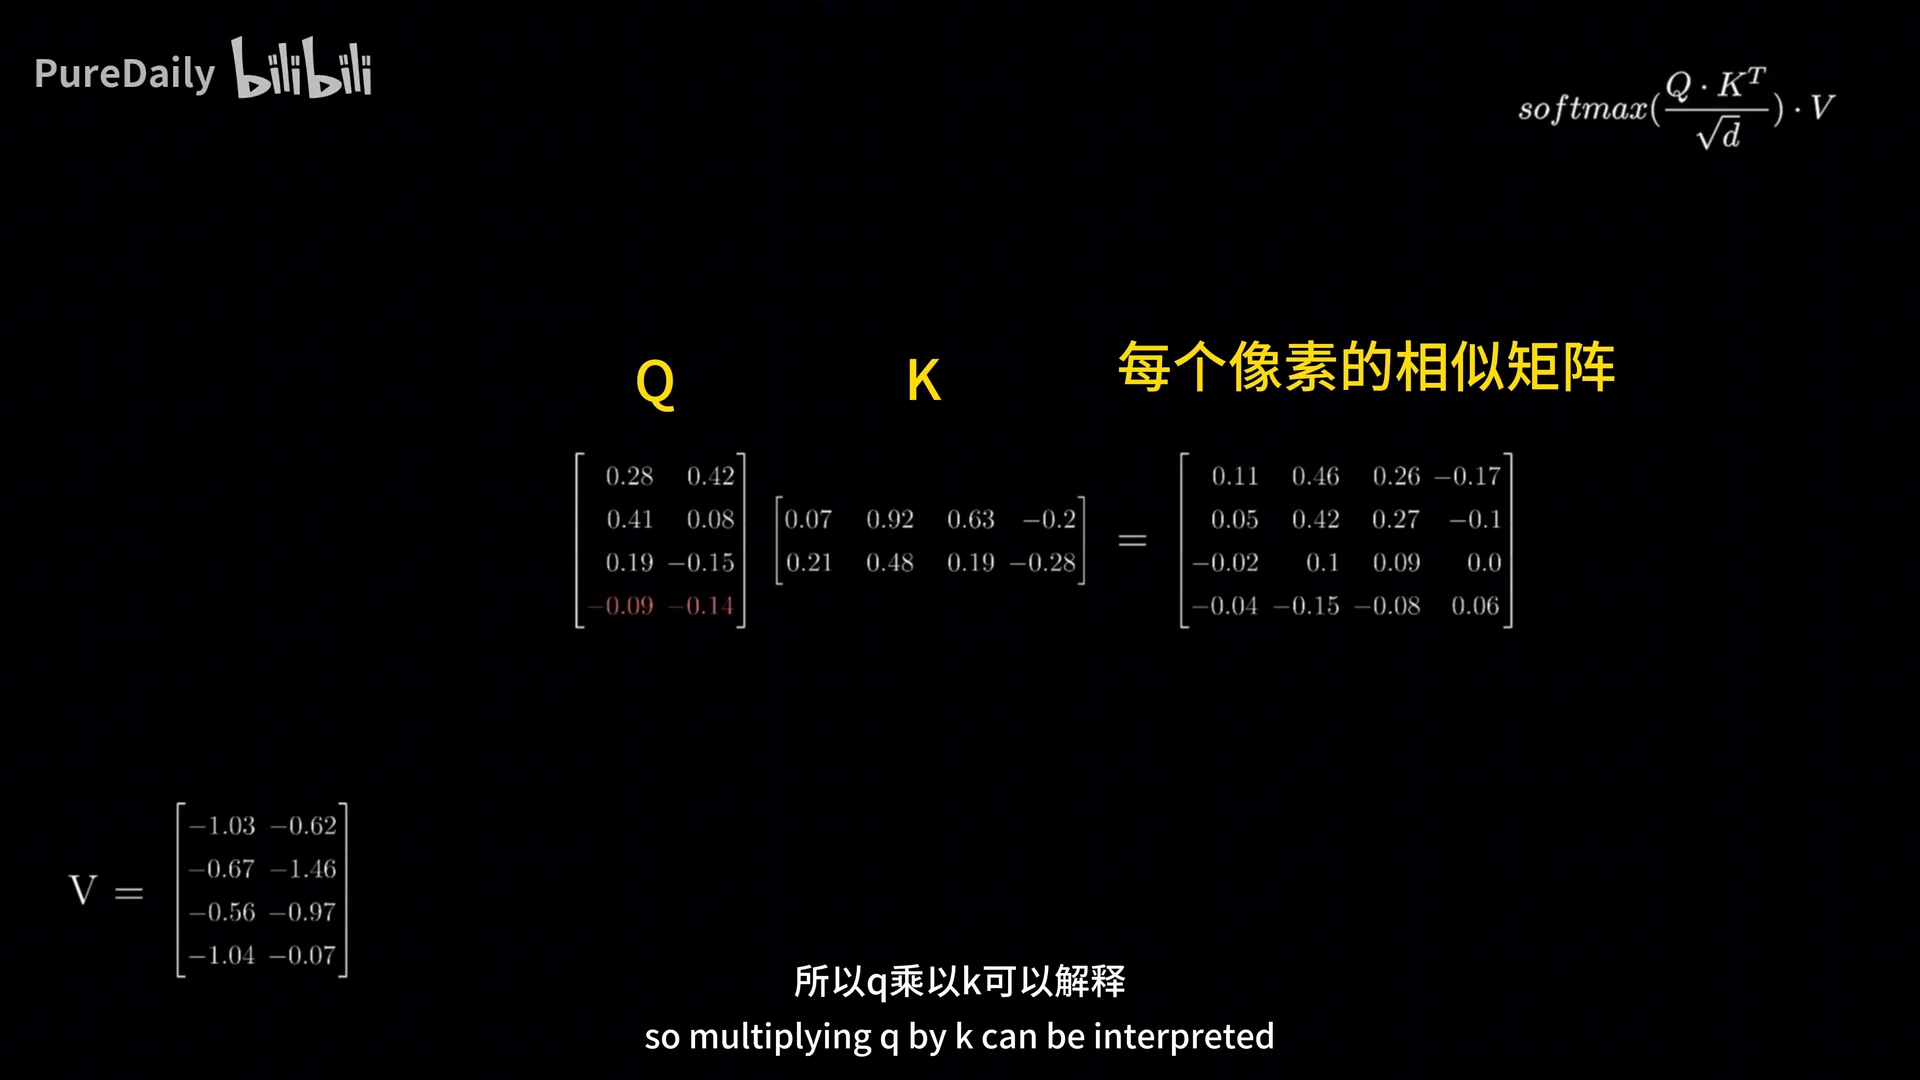 PureDaily bilibili
softmax(Q · K^T / √d) · V
Q K 每个像素的相似矩阵
0.28 0.42
0.41 0.08
0.19 −0.15
−0.09 −0.14
0.07 0.92 0.63 −0.2
0.21 0.48 0.19 −0.28
=
0.11 0.46 0.26 −0.17
0.05 0.42 0.27 −0.1
−0.02 0.1 0.09 0.0
−0.04 −0.15 −0.08 0.06
V =
−1.03 −0.62
−0.67 −1.46
−0.56 −0.97
−1.04 −0.07
所以q乘以k可以解释
so multiplying q by k can be interpreted